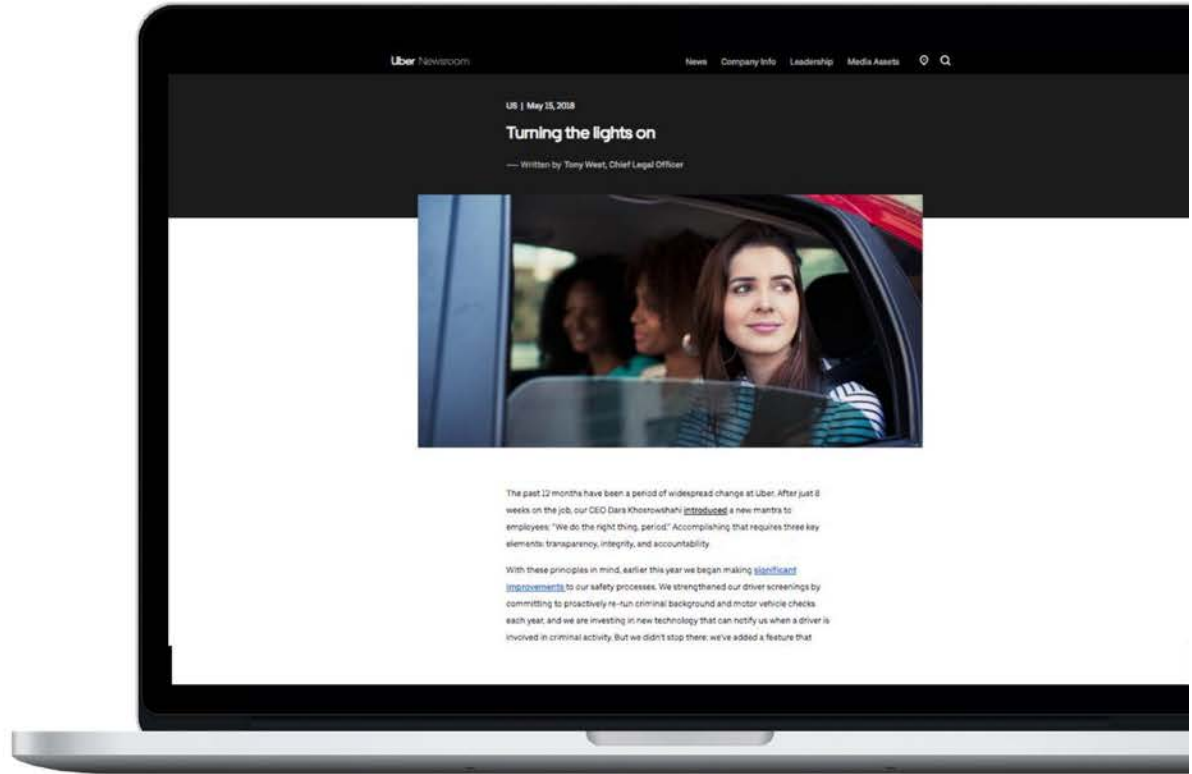 Uber Newsroom
News Company Info Leadership Media Assets
US | May 15, 2018
Turning the lights on
— Written by Tony West, Chief Legal Officer
The past 12 months have been a period of widespread change at Uber. After just 8
weeks on the job, our CEO Dara Khosrowshahi introduced a new mantra to
employees: "We do the right thing, period." Accomplishing that requires three key
elements: transparency, integrity, and accountability
With these principles in mind, earlier this year we began making significant
improvements to our safety processes. We strengthened our driver screenings by
committing to proactively re-run criminal background and motor vehicle checks
each year, and we are investing in new technology that can notify us when a driver is
involved in criminal activity. But we didn't stop there: we've added a feature that